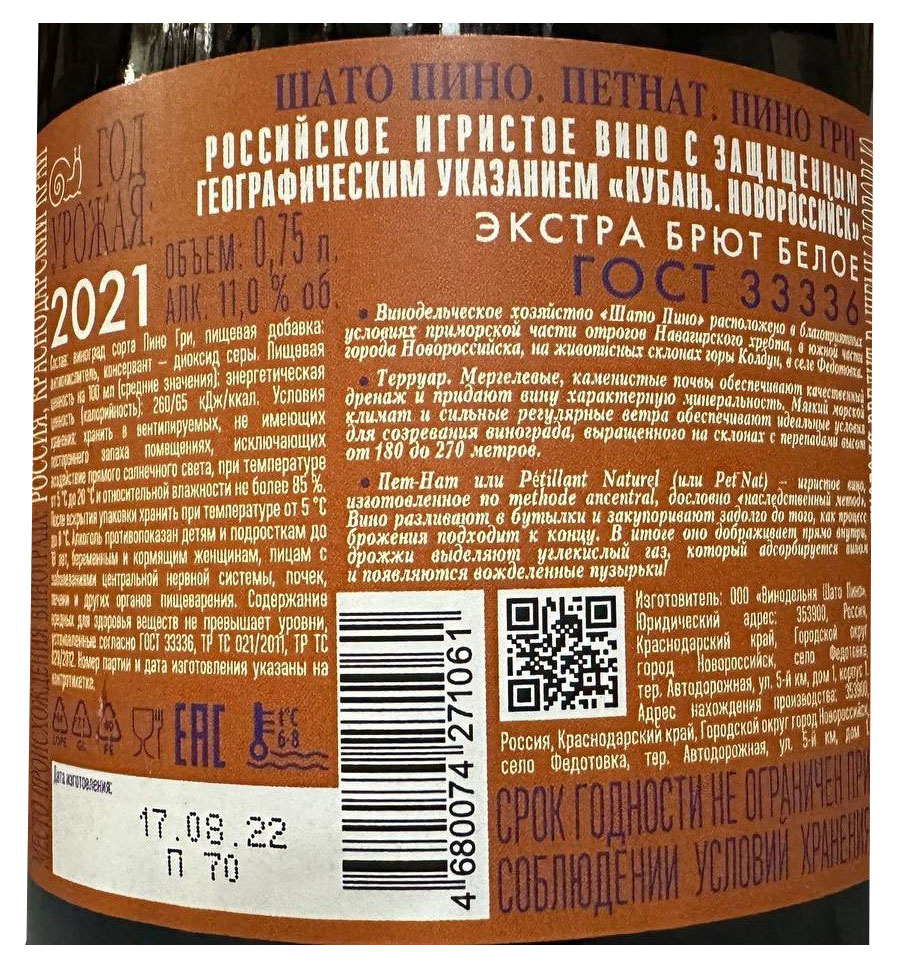 ШАТО ПИНО. ПЕТНАТ. ПИНО ГРИ
РОССИЙСКОЕ ИГРИСТОЕ ВИНО С ЗАЩИЩЕННЫМ
ГЕОГРАФИЧЕСКИМ УКАЗАНИЕМ «КУБАНЬ. НОВОРОССИЙСК»
ЭКСТРА БРЮТ БЕЛОЕ
ГОСТ 33336
ГОД
УРОЖАЯ:
2021
ОБЪЕМ: 0,75 л.
АЛК. 11,0 % об.
Состав: виноград сорта Пино Гри, пищевая добавка:
антиокислитель, консервант – диоксид серы. Пищевая
ценность на 100 мл (средние значения): энергетическая
ценность (калорийность): 260/65 кДж/ккал. Условия
хранения: хранить в вентилируемых, не имеющих
постороннего запаха помещениях, исключающих
воздействие прямого солнечного света, при температуре
от 5 °C до 20 °C и относительной влажности не более 85 %.
После вскрытия упаковки хранить при температуре от 5 °C
до 8 °C. Алкоголь противопоказан детям и подросткам до
18 лет, беременным и кормящим женщинам, лицам с
заболеваниями центральной нервной системы, почек,
печени и других органов пищеварения. Содержание
вредных для здоровья веществ не превышает уровни,
установленные согласно ГОСТ 33336, ТР ТС 021/2011, ТР ТС
029/2012. Номер партии и дата изготовления указаны на
контрэтикетке.
• Винодельческое хозяйство «Шато Пино» расположено в благоприятных
условиях приморской части отрогов Навагирского хребта, в южной части
города Новороссийска, на живописных склонах горы Колдун, в селе Федотовка.
• Терруар. Мергелевые, каменистые почвы обеспечивают качественный
дренаж и придают вину характерную минеральность. Мягкий морской
климат и сильные регулярные ветра обеспечивают идеальные условия
для созревания винограда, выращенного на склонах с перепадами высот
от 180 до 270 метров.
• Пет-Нат или Pétillant Naturel (или Pet'Nat) – игристое вино,
изготовленное по methode ancentral, дословно «наследственный метод».
Вино разливают в бутылки и закупоривают задолго до того, как процесс
брожения подходит к концу. В итоге оно дображивает прямо внутри,
дрожжи выделяют углекислый газ, который адсорбируется вином
и появляются вожделенные пузырьки!
Изготовитель: ООО «Винодельня Шато Пино».
Юридический адрес: 353900, Россия,
Краснодарский край, Городской округ
город Новороссийск, село Федотовка,
тер. Автодорожная, ул. 5-й км, дом 1, корпус 1
Адрес нахождения производства: 353900,
Россия, Краснодарский край, Городской округ город Новороссийск,
село Федотовка, тер. Автодорожная, ул. 5-й км, дом 1
EAC
t°C
6-8
GL
Дата изготовления:
17.08.22
П 70
4 680074 271061
СРОК ГОДНОСТИ НЕ ОГРАНИЧЕН ПРИ
СОБЛЮДЕНИИ УСЛОВИЙ ХРАНЕНИЯ
РОССИЯ, КРАСНОДАРСКИЙ КРАЙ